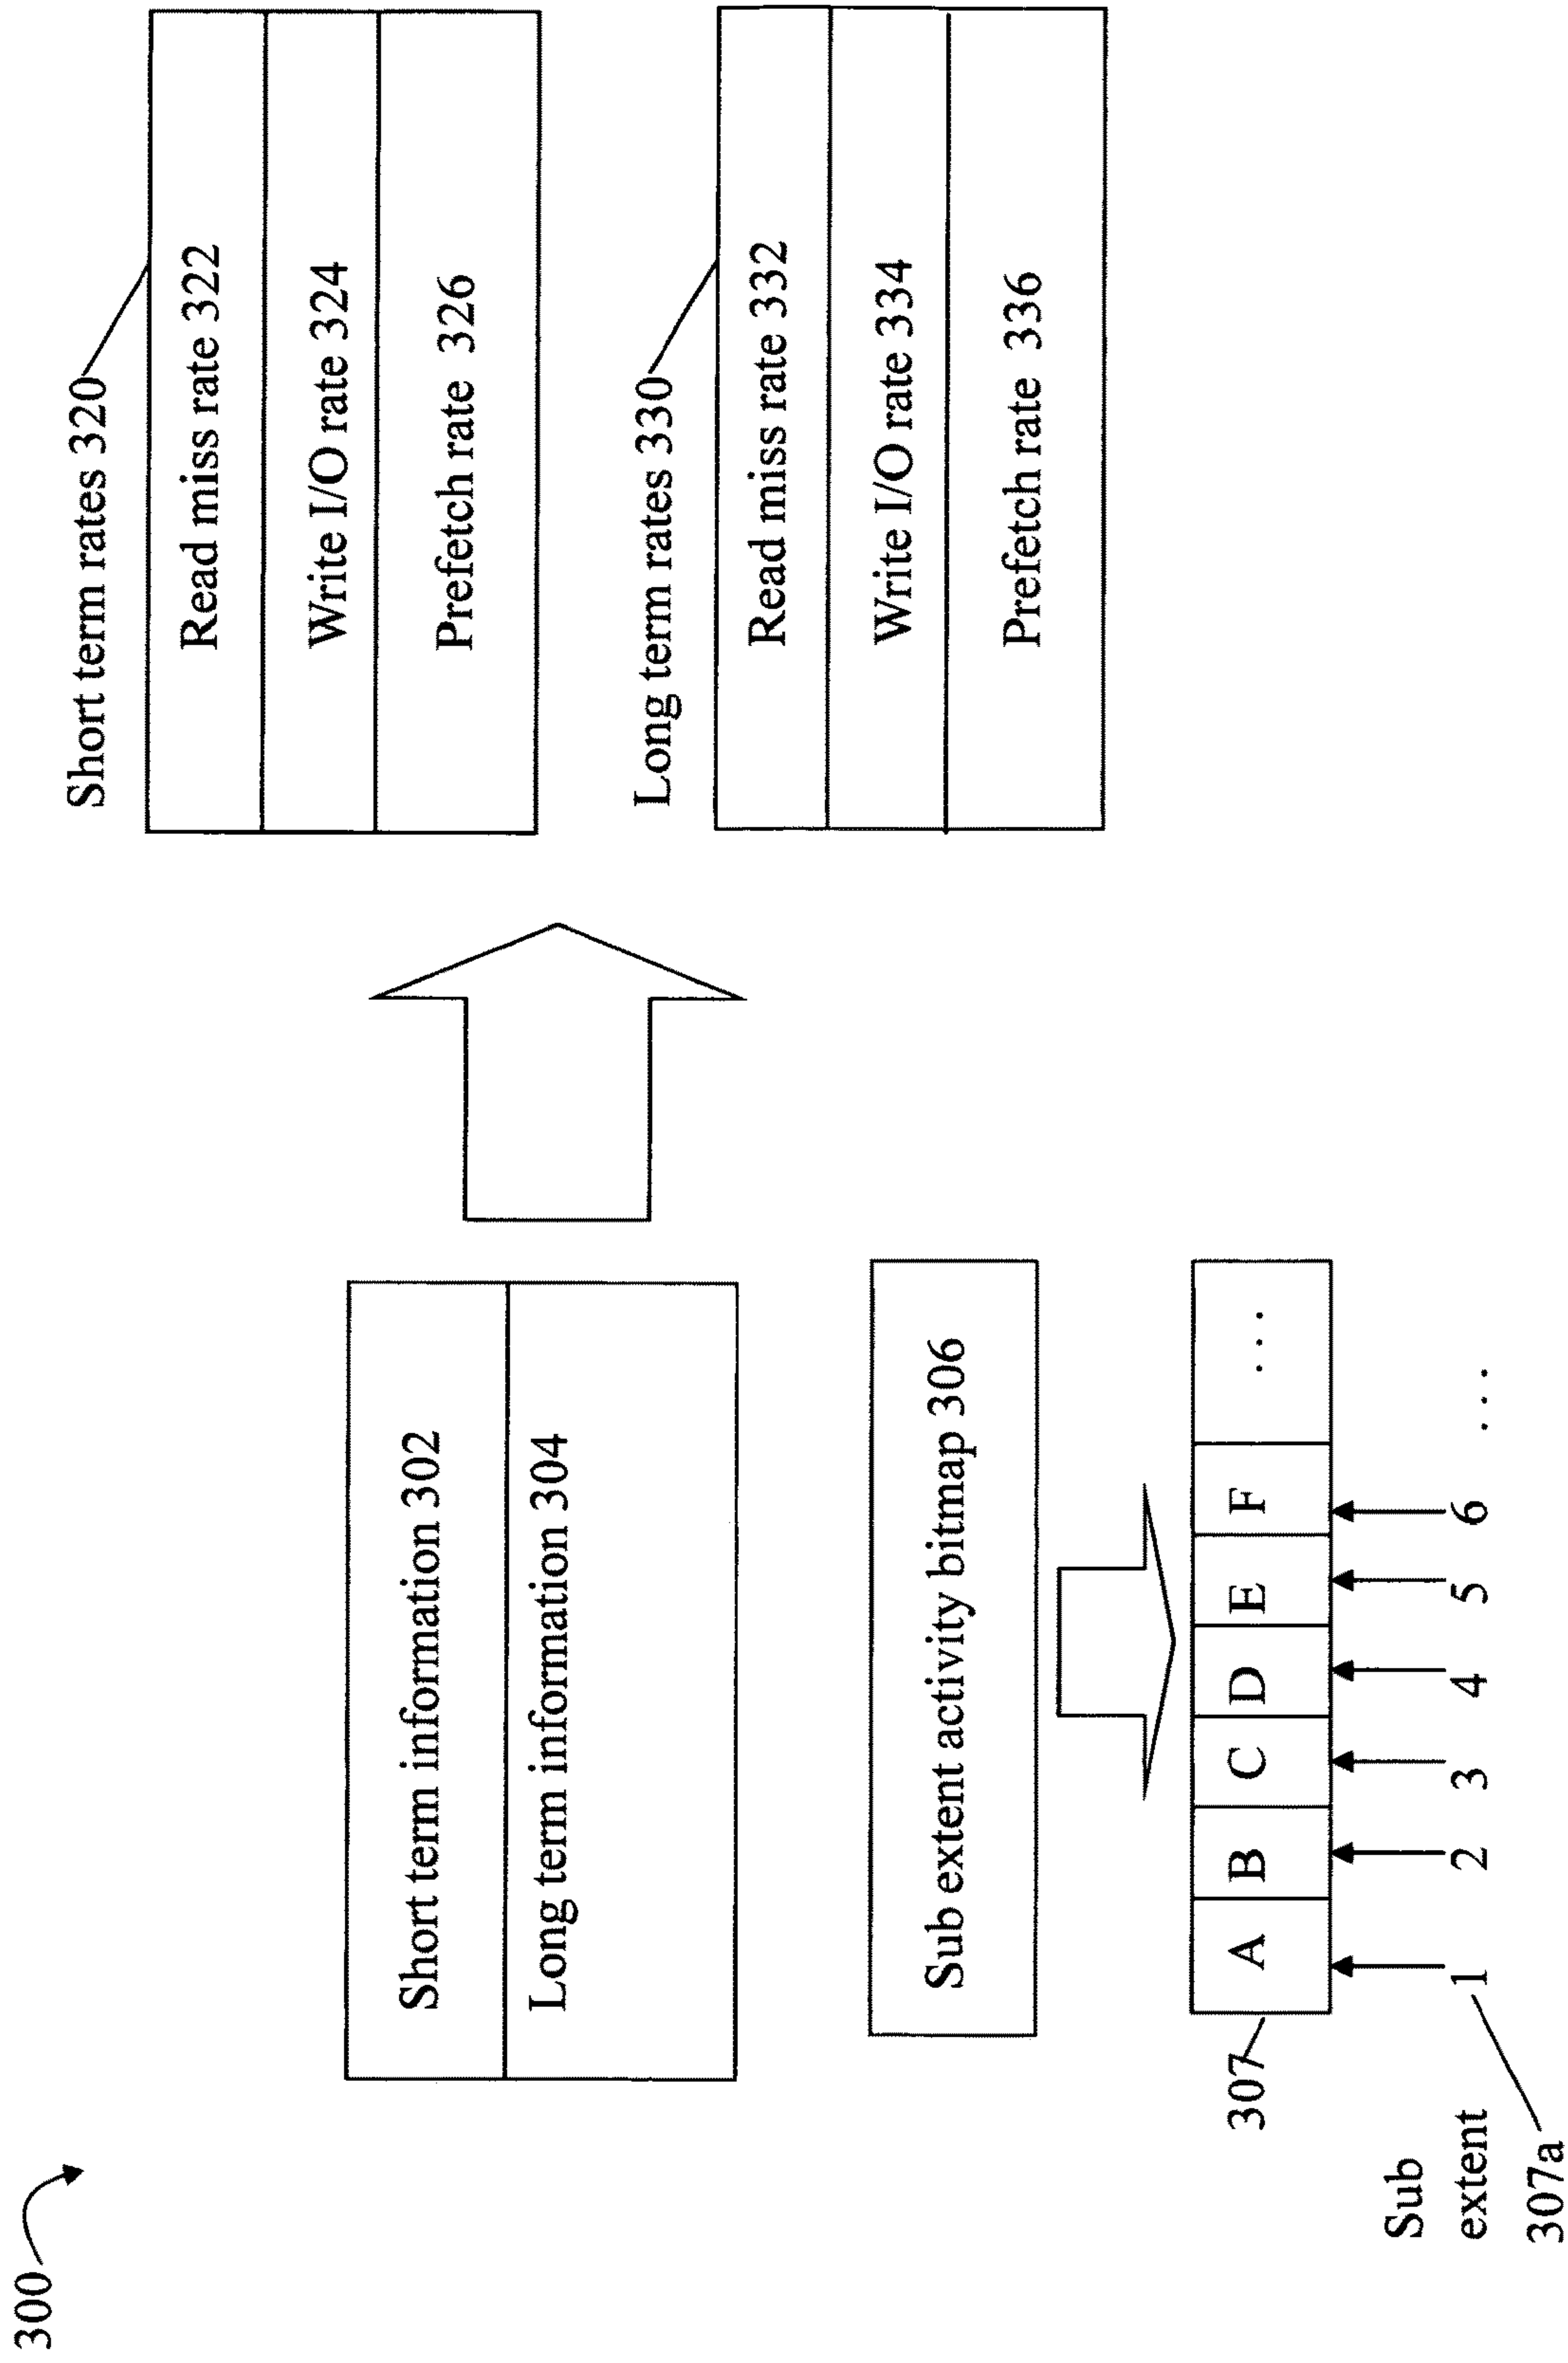 300
Short term rates 320
Read miss rate 322
Write I/O rate 324
Prefetch rate 326
Short term information 302
Long term information 304
Long term rates 330
Read miss rate 332
Write I/O rate 334
Prefetch rate 336
Sub extent activity bitmap 306
307 A B C D E F ...
Sub
extent 1 2 3 4 5 6 ...
307a